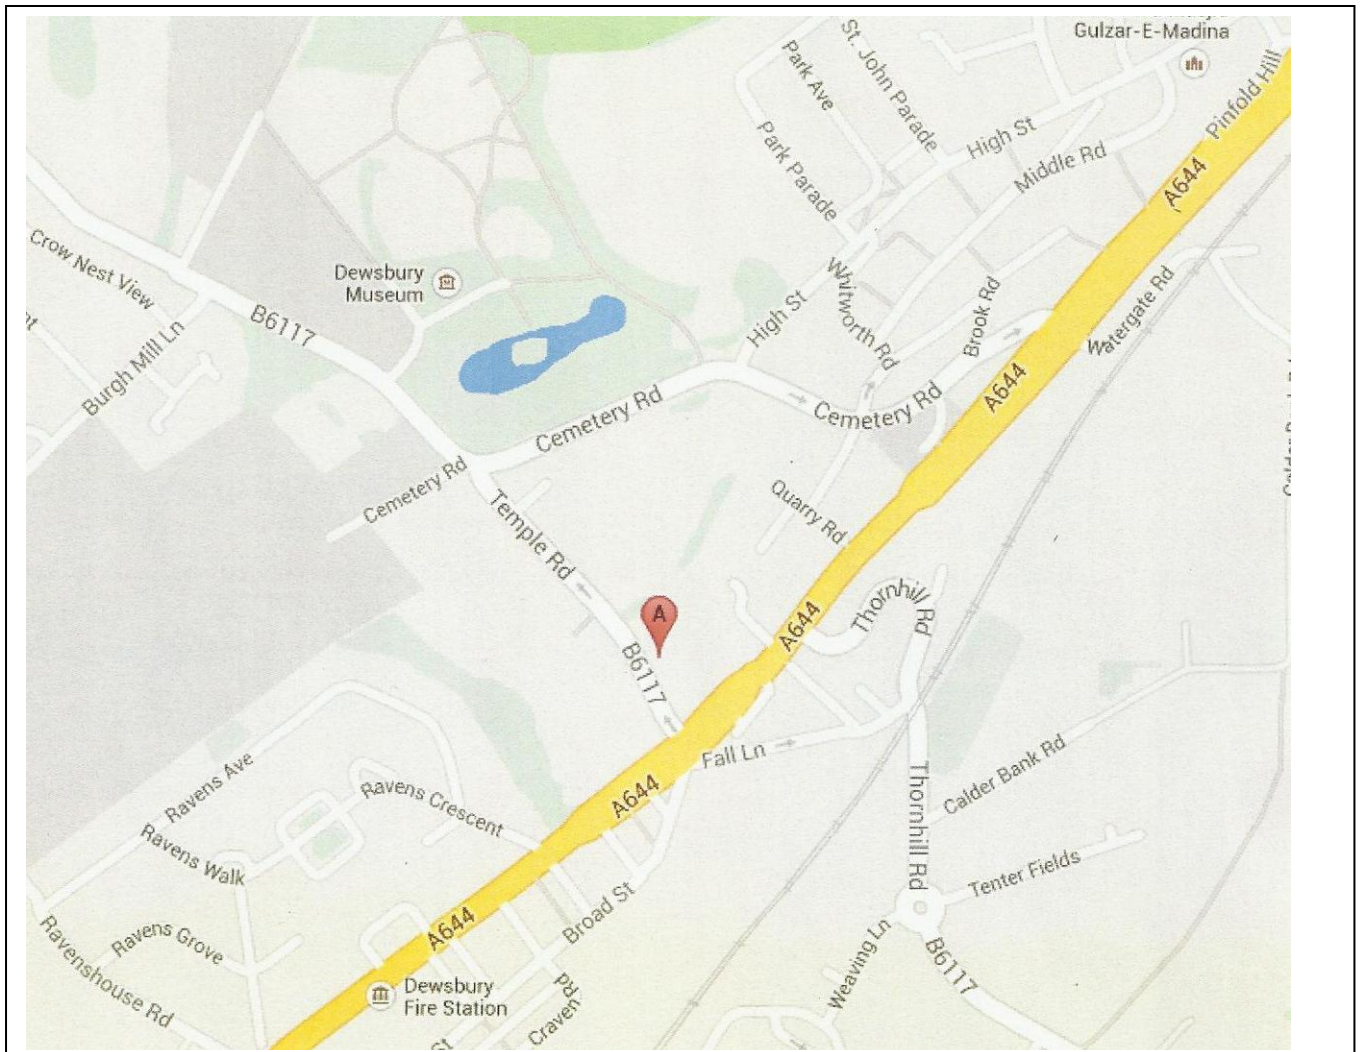 Gulzar-E-Madina
Pinfold Hill
St. John Parade
Park Ave
High St
Middle Rd
A644
Park Parade
Crow Nest View
Dewsbury
Museum
Whitworth Rd
Brook Rd
Watergate Rd
B6117
High St
Burgh Mill Ln
A644
Cemetery Rd
Cemetery Rd
Cemetery Rd
Quarry Rd
Temple Rd
Thornhill Rd
A
A644
B6117
Fall Ln
Calder Bank Rd
Ravens Ave
Ravens Crescent
A644
Thornhill Rd
Ravens Walk
Tenter Fields
Broad St
A644
Ravens Grove
Ravenshouse Rd
Weaving Ln
B6117
Dewsbury
Fire Station
Craven
Rd
St